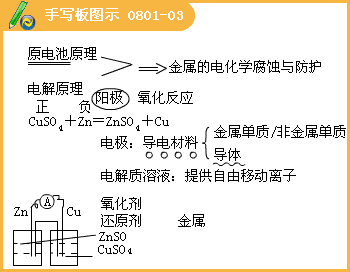 手写板图示 0801-03
原电池原理
金属的电化学腐蚀与防护
电解原理
正 负 阳极 氧化反应
CuSO₄+Zn=ZnSO₄+Cu
金属单质/非金属单质
电极：导电材料
导体
电解质溶液：提供自由移动离子
A
Zn Cu
氧化剂
还原剂 金属
ZnSO
CuSO₄